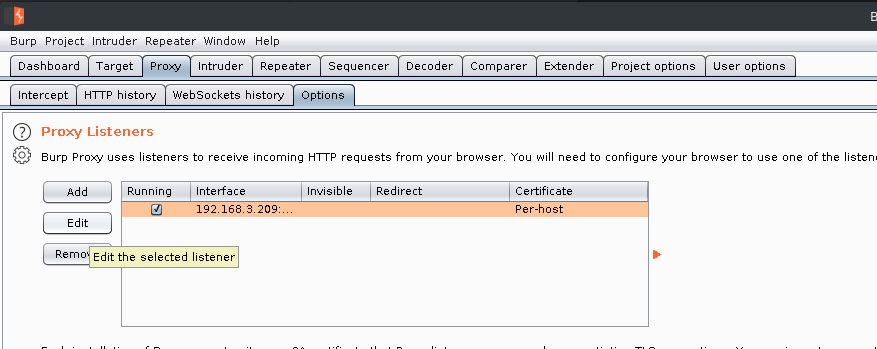 B
Burp Project Intruder Repeater Window Help
Dashboard Target Proxy Intruder Repeater Sequencer Decoder Comparer Extender Project options User options
Intercept HTTP history WebSockets history Options
? Proxy Listeners
Burp Proxy uses listeners to receive incoming HTTP requests from your browser. You will need to configure your browser to use one of the listene
Add Running Interface Invisible Redirect Certificate
192.168.3.209:... Per-host
Edit
Remov
Edit the selected listener